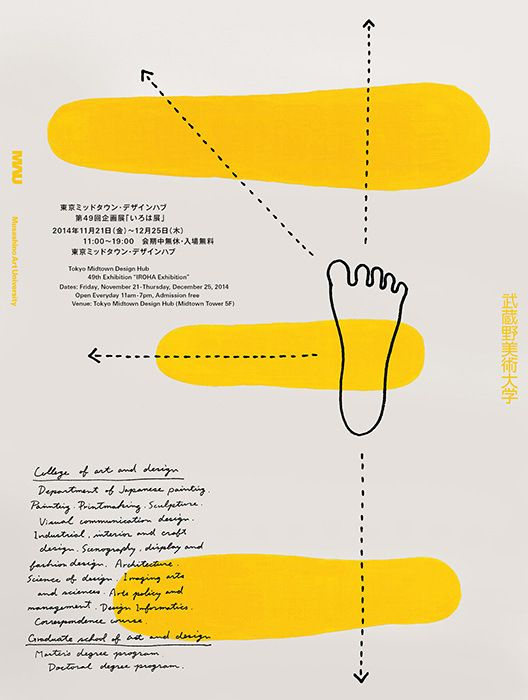 MAU
Musashino Art University
東京ミッドタウン・デザインハブ
第49回企画展「いろは展」
2014年11月21日(金)〜12月25日(木)
11:00〜19:00 会期中無休・入場無料
東京ミッドタウン・デザインハブ
Tokyo Midtown Design Hub
49th Exhibition "IROHA Exhibition"
Dates: Friday, November 21-Thursday, December 25, 2014
Open Everyday 11am-7pm, Admission free
Venue: Tokyo Midtown Design Hub (Midtown Tower 5F)
武蔵野美術大学
College of art and design
Department of Japanese painting.
Painting. Printmaking. Sculpture.
Visual communication design.
Industrial, interior and craft
design. Scenography, display and
fashion design. Architecture.
Science of design. Imaging arts
and sciences. Arts policy and
management. Design Informatics.
Correspondence course.
Graduate school of art and design
Master's degree program.
Doctoral degree program.